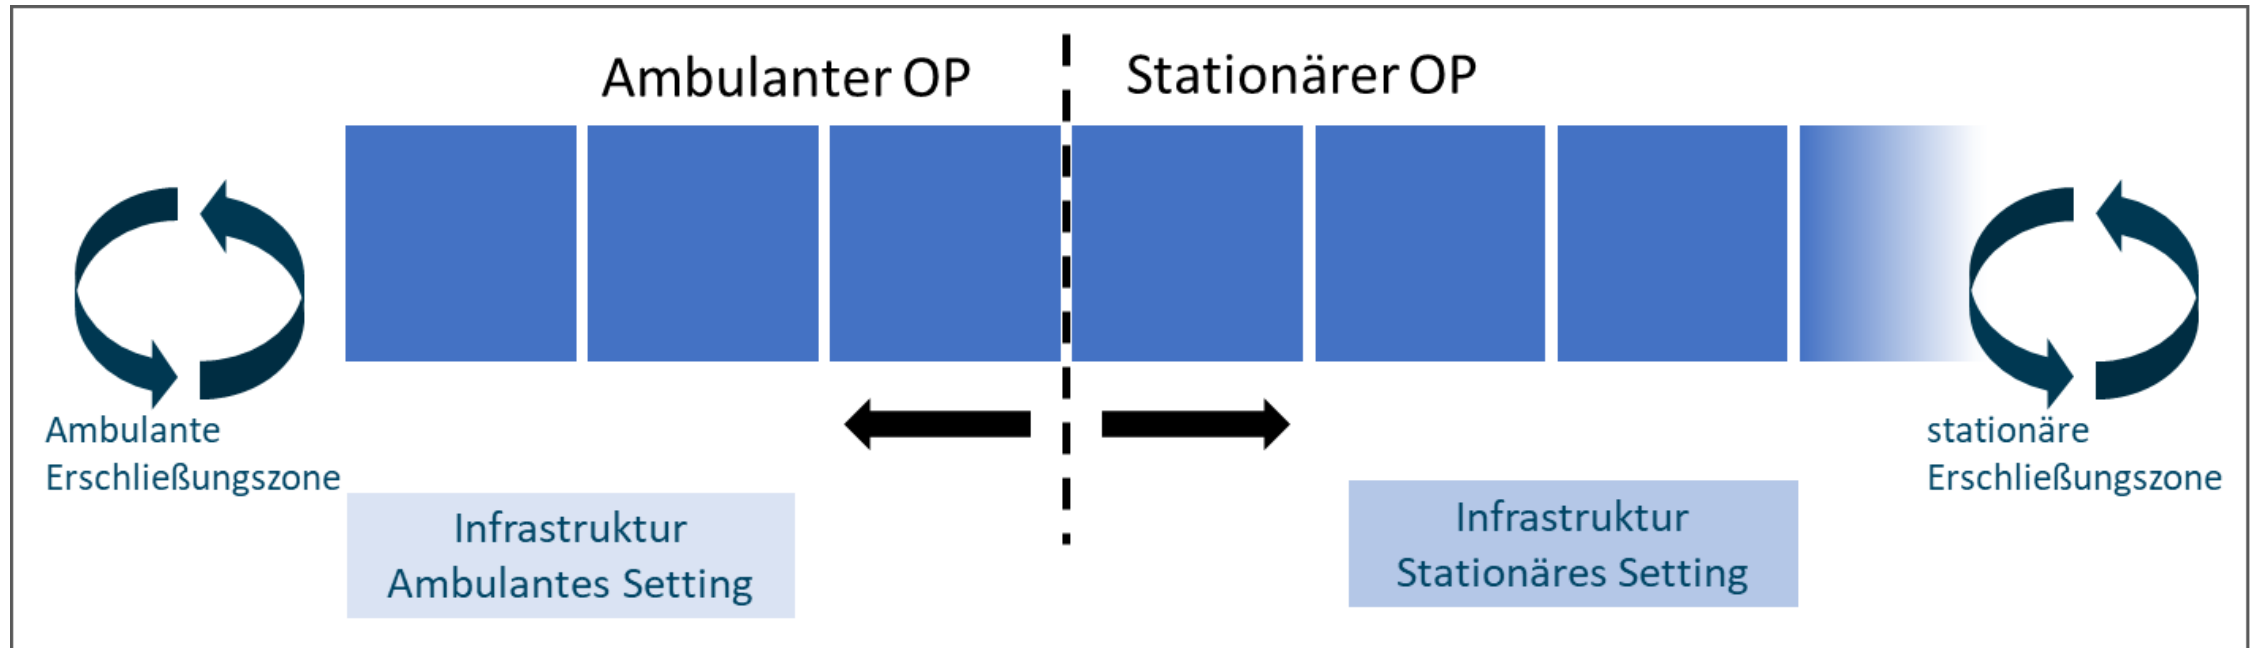 Ambulanter OP
Stationärer OP
Ambulante
Erschließungszone
stationäre
Erschließungszone
Infrastruktur
Ambulantes Setting
Infrastruktur
Stationäres Setting